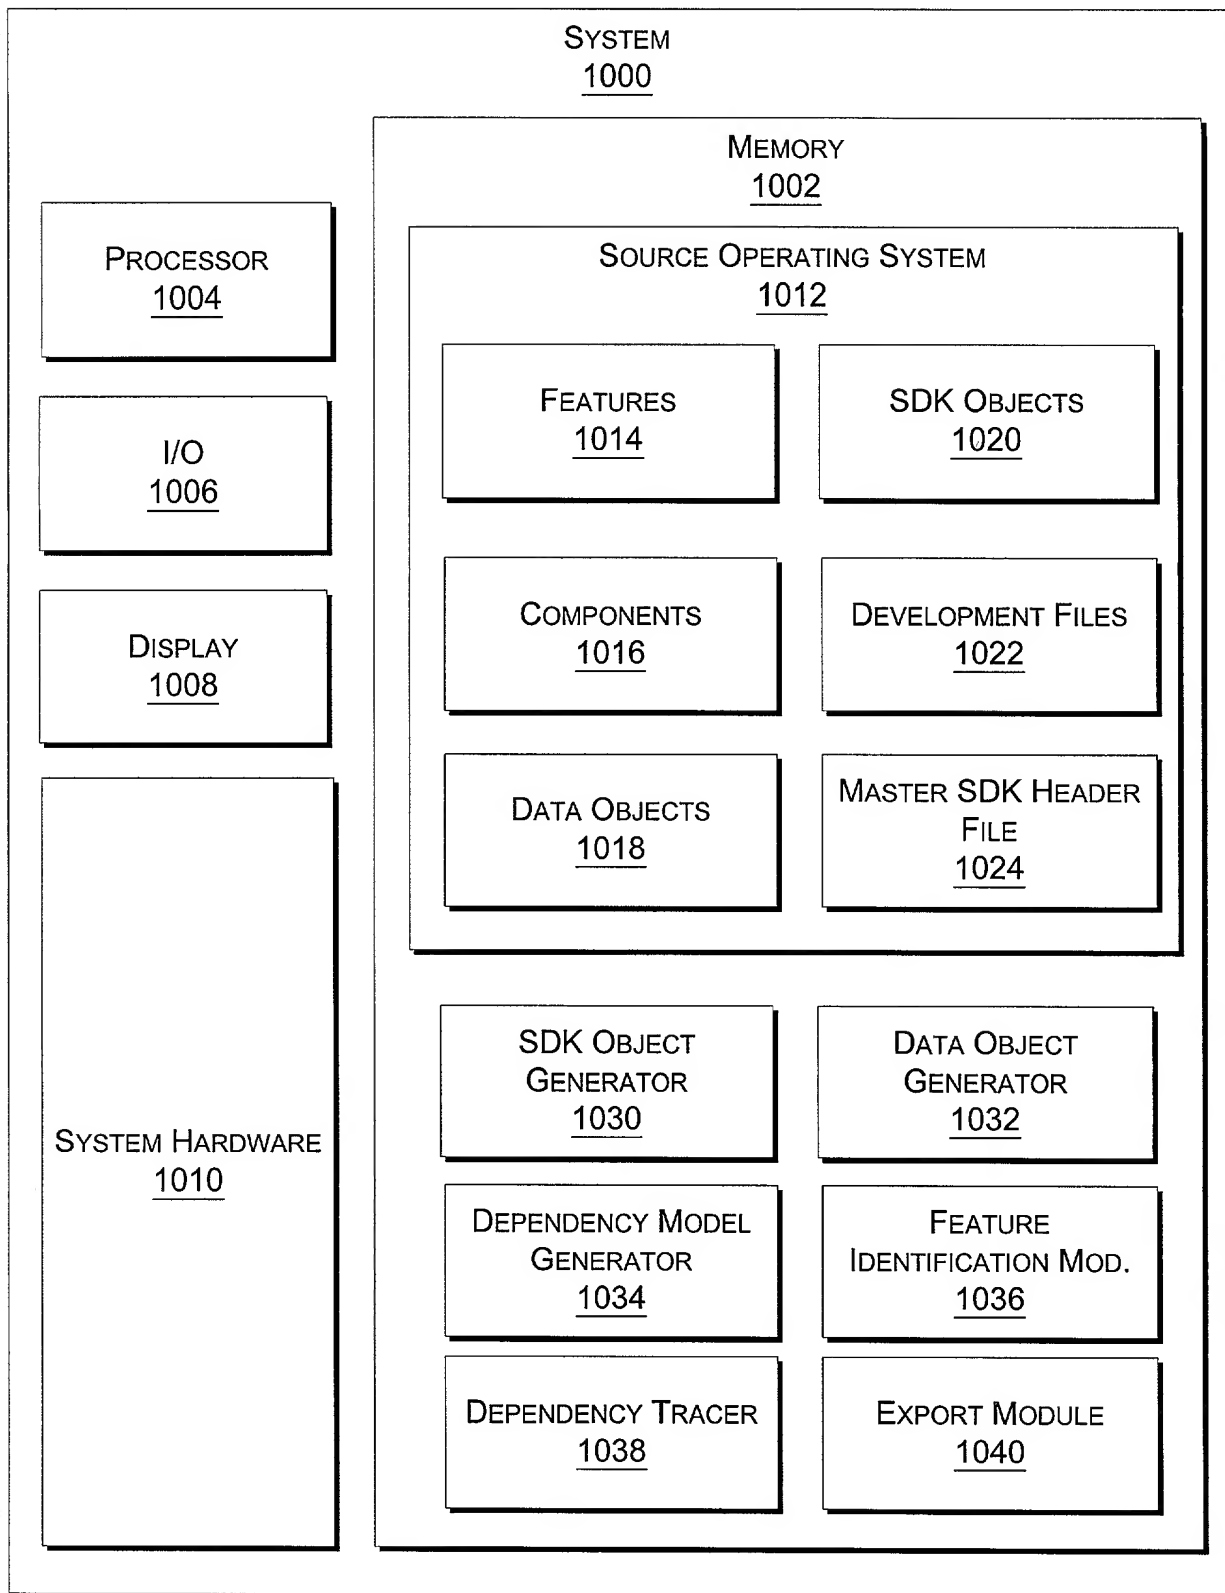 SYSTEM
1000
MEMORY
1002
PROCESSOR
1004
I/O
1006
DISPLAY
1008
SYSTEM HARDWARE
1010
SOURCE OPERATING SYSTEM
1012
FEATURES
1014
SDK OBJECTS
1020
COMPONENTS
1016
DEVELOPMENT FILES
1022
DATA OBJECTS
1018
MASTER SDK HEADER
FILE
1024
SDK OBJECT
GENERATOR
1030
DATA OBJECT
GENERATOR
1032
DEPENDENCY MODEL
GENERATOR
1034
FEATURE
IDENTIFICATION MOD.
1036
DEPENDENCY TRACER
1038
EXPORT MODULE
1040